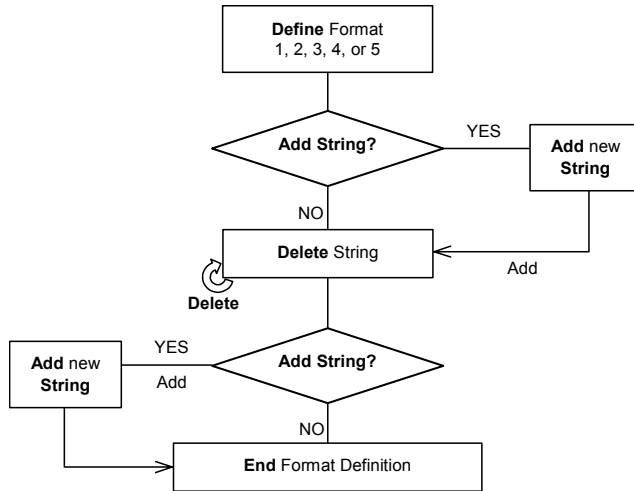 Define Format
1, 2, 3, 4, or 5
Add String?
YES
Add new
String
NO
Delete String
Add
Delete
Add String?
YES
Add
Add new
String
NO
End Format Definition